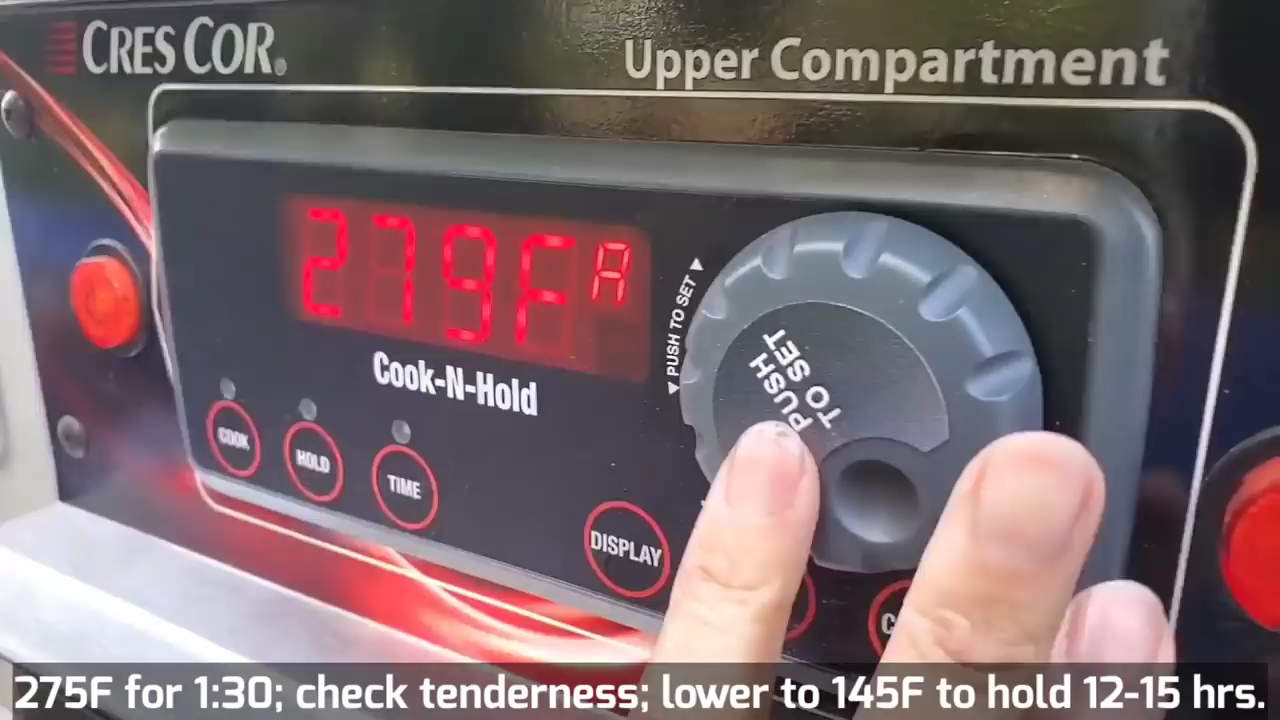 CRES COR®
Upper Compartment
279F A
PUSH TO SET
PUSH
TO SET
Cook-N-Hold
COOK
HOLD
TIME
DISPLAY
275F for 1:30; check tenderness; lower to 145F to hold 12-15 hrs.